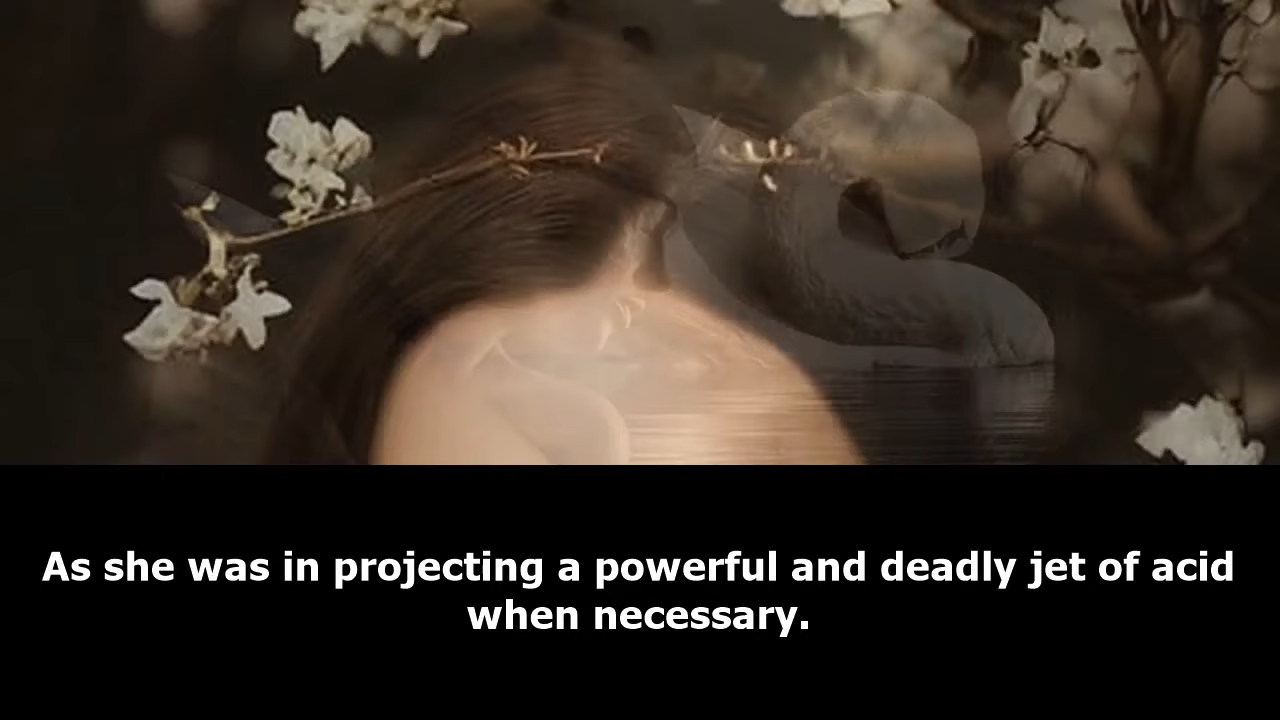 As she was in projecting a powerful and deadly jet of acid
when necessary.